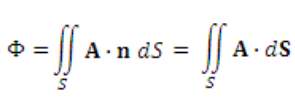 Φ = ∬_S A · n dS = ∬_S A · dS